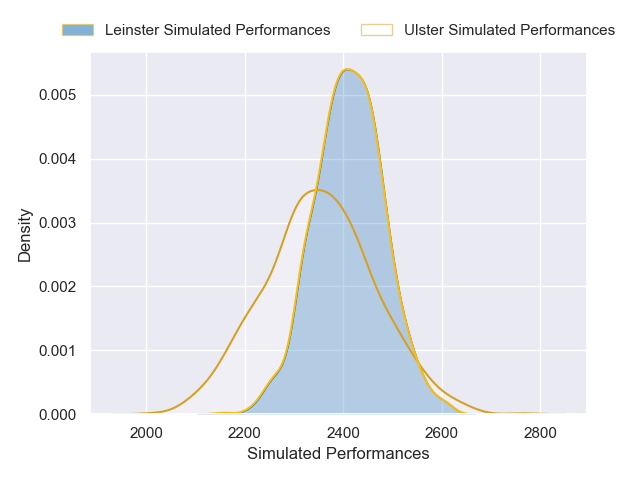 Leinster Simulated Performances Ulster Simulated Performances
0.005
0.004
0.003
0.002
0.001
0.000
Density
2000 2200 2400 2600 2800
Simulated Performances